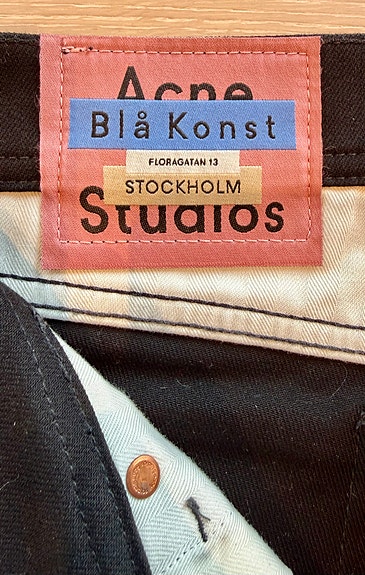 Acne
Blå Konst
FLORAGATAN 13
STOCKHOLM
Studios